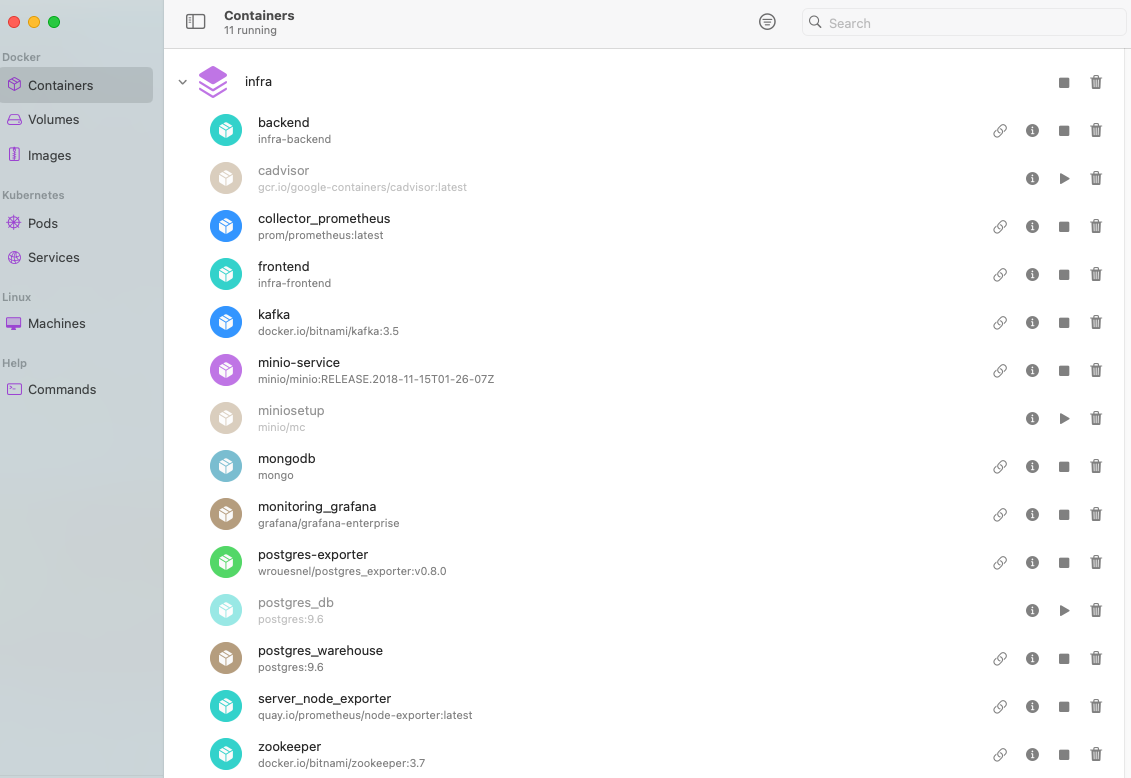 Containers
11 running
Search
Docker
Containers
Volumes
Images
Kubernetes
Pods
Services
Linux
Machines
Help
Commands
infra
backend
infra-backend
cadvisor
gcr.io/google-containers/cadvisor:latest
collector_prometheus
prom/prometheus:latest
frontend
infra-frontend
kafka
docker.io/bitnami/kafka:3.5
minio-service
minio/minio:RELEASE.2018-11-15T01-26-07Z
miniosetup
minio/mc
mongodb
mongo
monitoring_grafana
grafana/grafana-enterprise
postgres-exporter
wrouesnel/postgres_exporter:v0.8.0
postgres_db
postgres:9.6
postgres_warehouse
postgres:9.6
server_node_exporter
quay.io/prometheus/node-exporter:latest
zookeeper
docker.io/bitnami/zookeeper:3.7